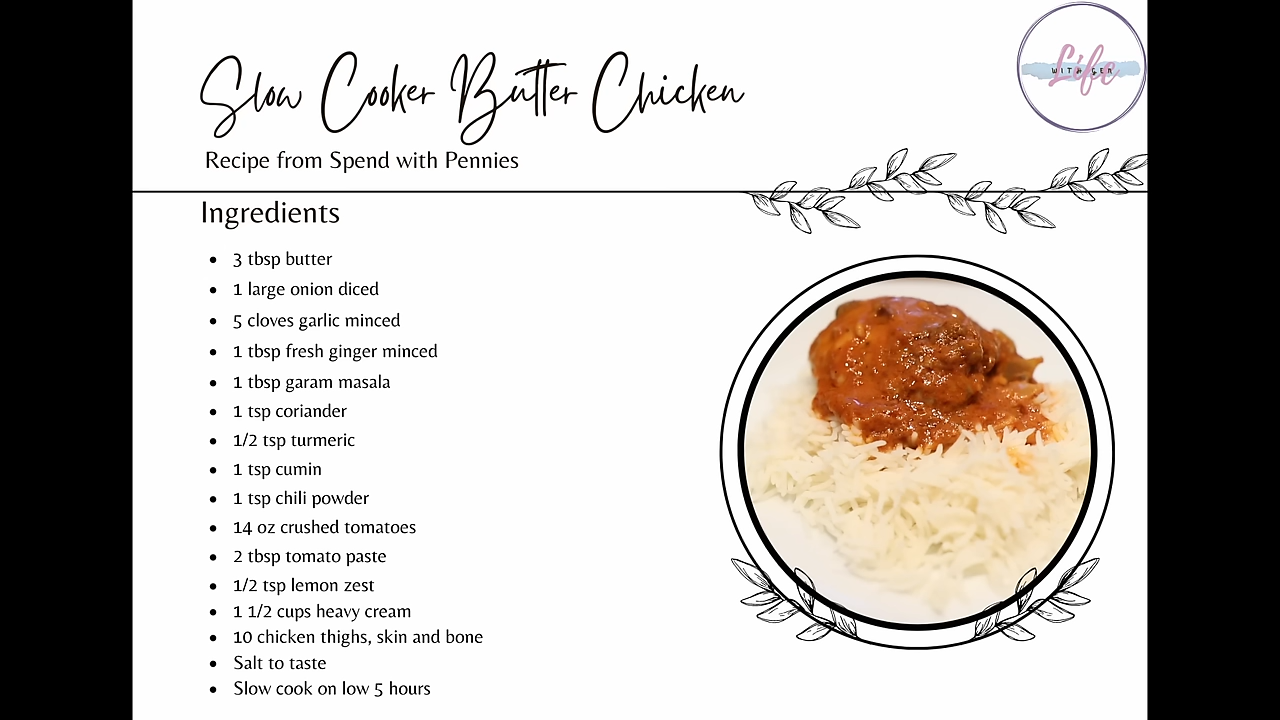 Slow Cooker Butter Chicken
Life
WITH GEN
Recipe from Spend with Pennies
Ingredients
• 3 tbsp butter
• 1 large onion diced
• 5 cloves garlic minced
• 1 tbsp fresh ginger minced
• 1 tbsp garam masala
• 1 tsp coriander
• 1/2 tsp turmeric
• 1 tsp cumin
• 1 tsp chili powder
• 14 oz crushed tomatoes
• 2 tbsp tomato paste
• 1/2 tsp lemon zest
• 1 1/2 cups heavy cream
• 10 chicken thighs, skin and bone
• Salt to taste
• Slow cook on low 5 hours